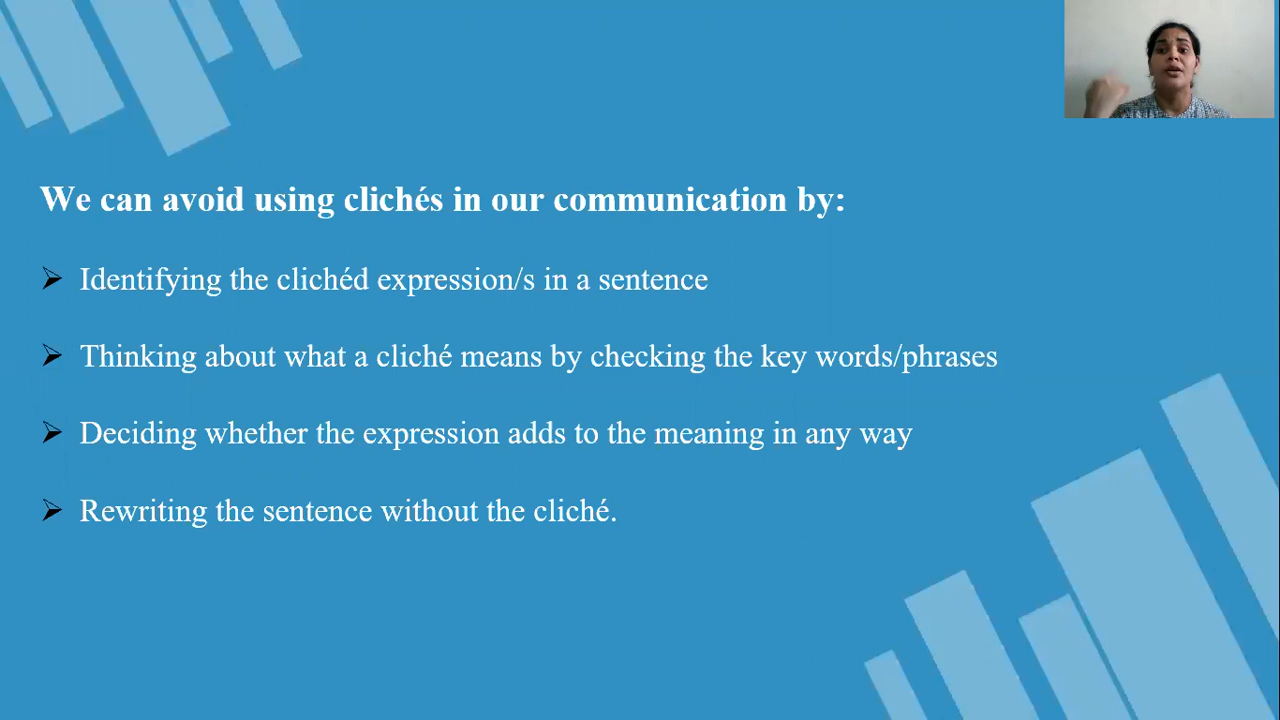 We can avoid using clichés in our communication by:
Identifying the clichéd expression/s in a sentence
Thinking about what a cliché means by checking the key words/phrases
Deciding whether the expression adds to the meaning in any way
Rewriting the sentence without the cliché.